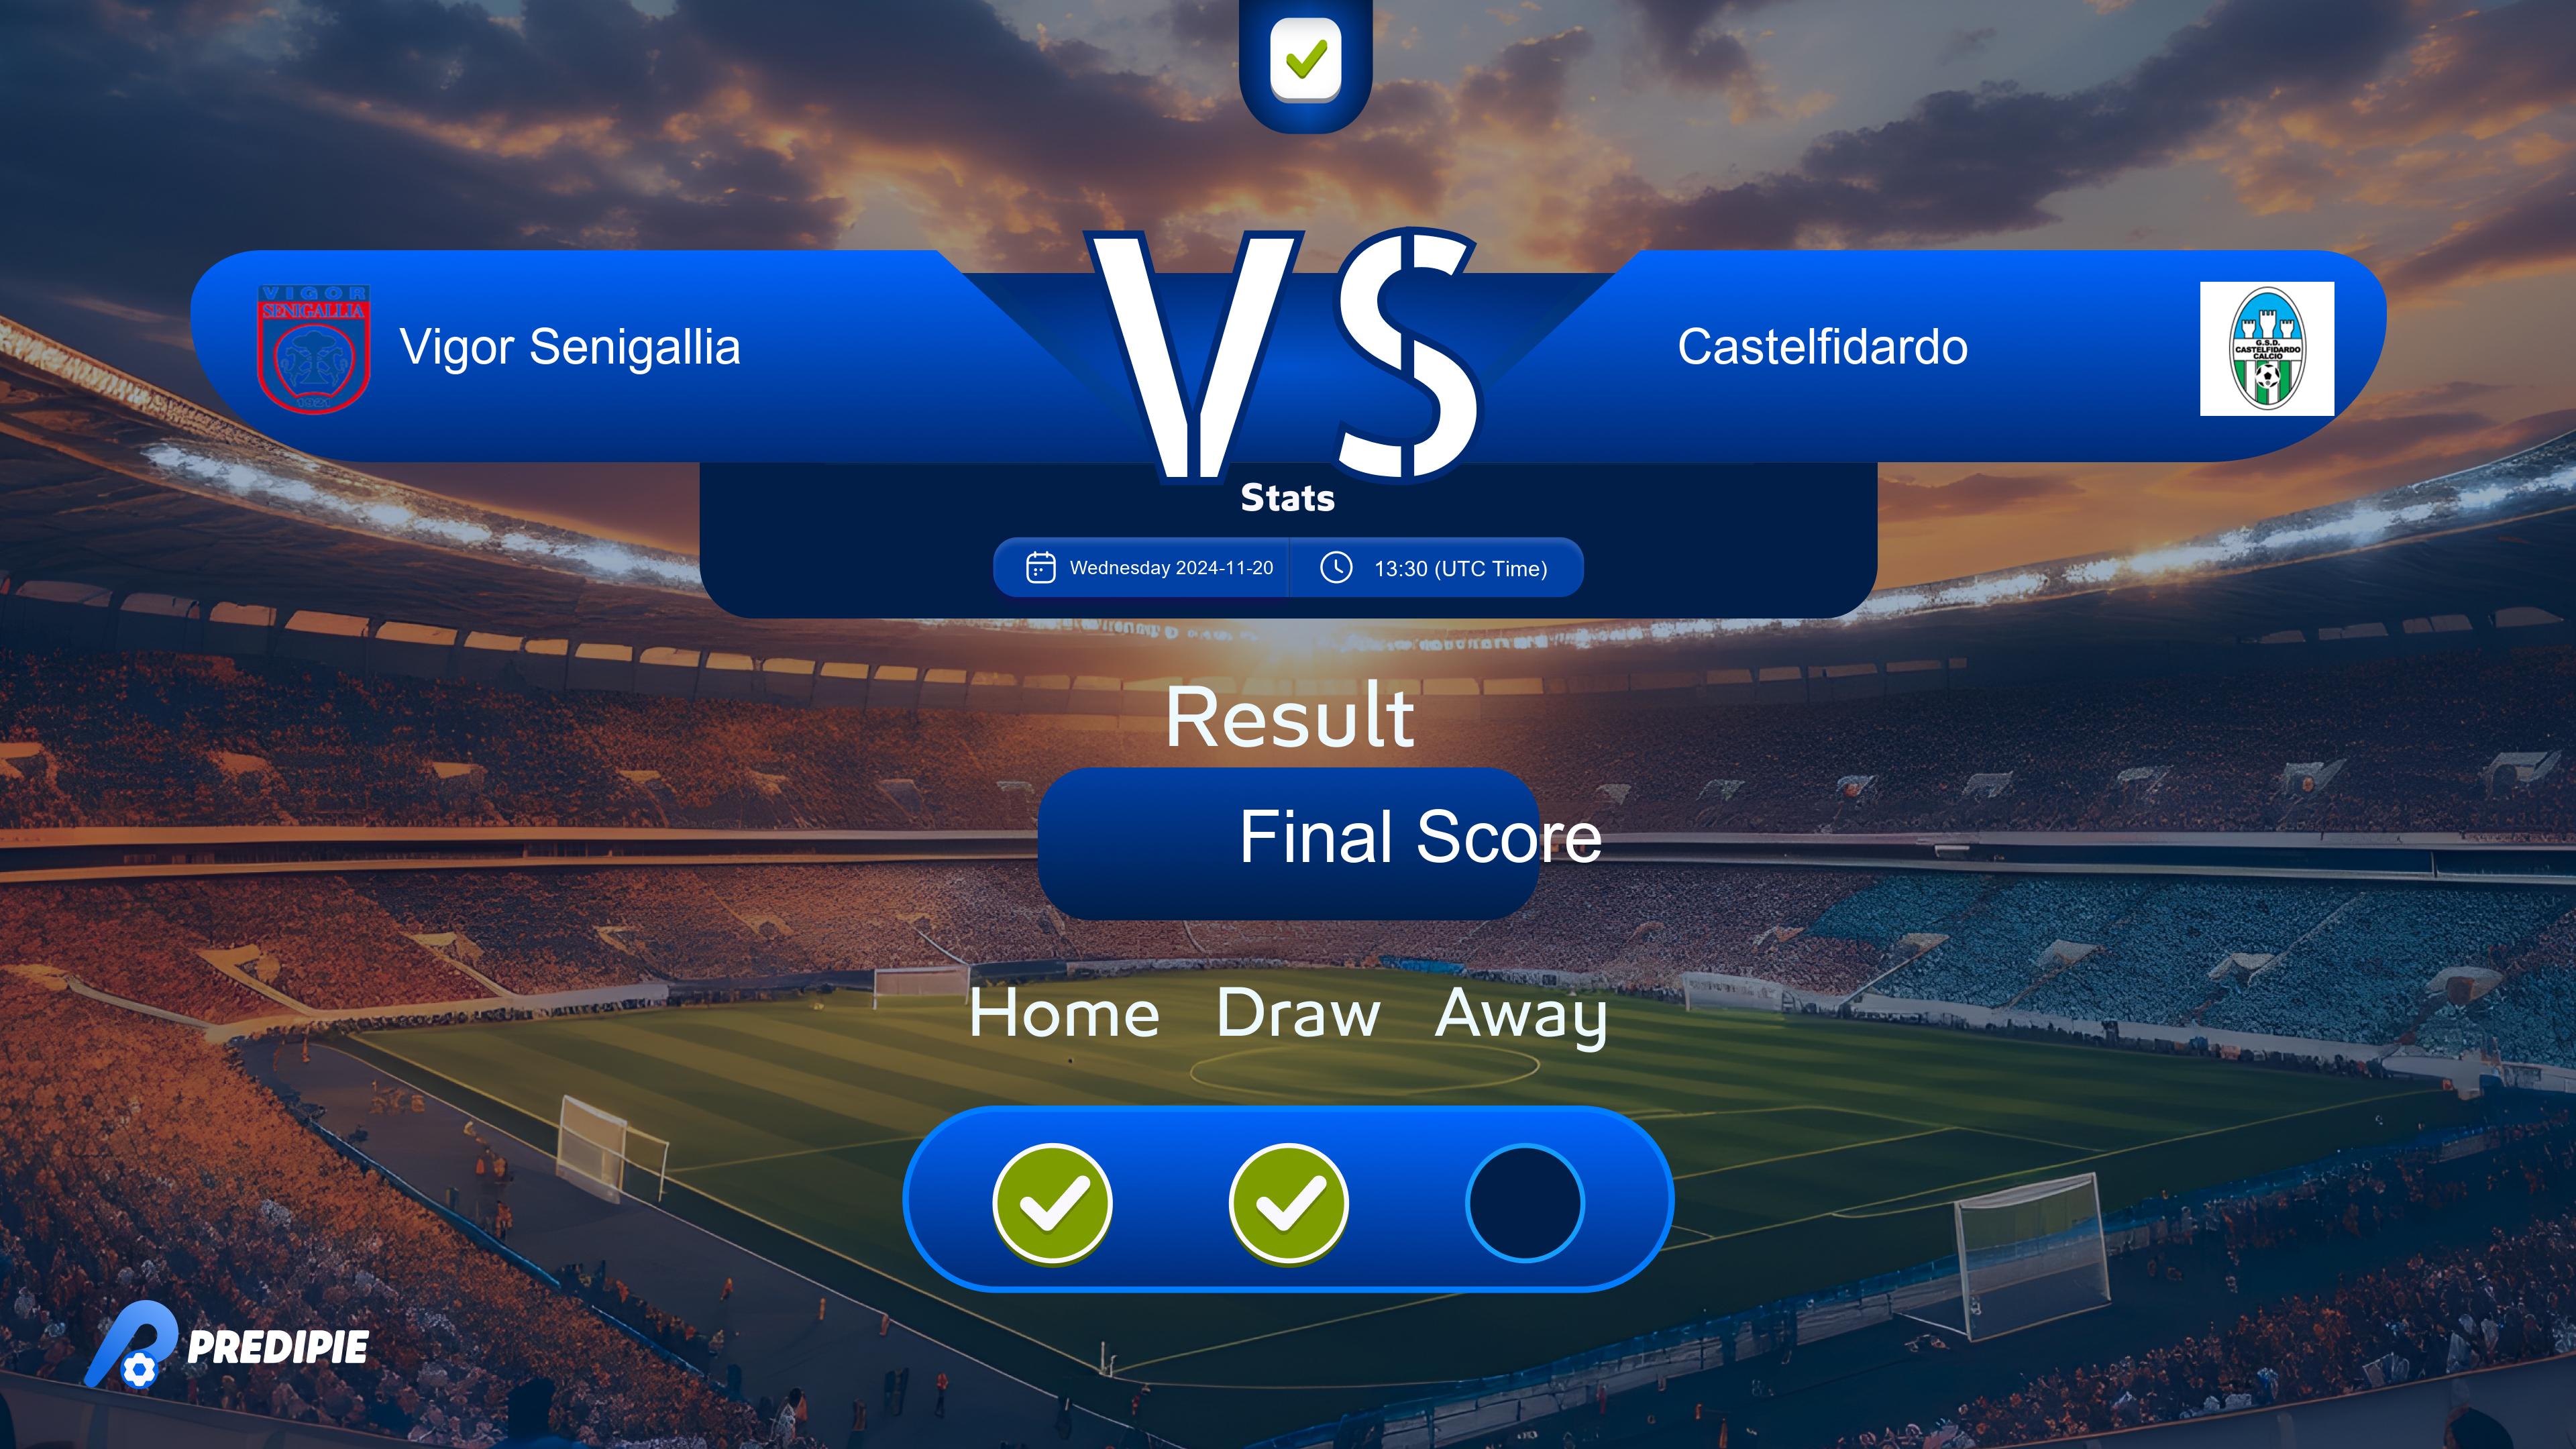 VIGOR
SENIGALLIA
1921
Vigor Senigallia
VS
Castelfidardo
G.S.D.
CASTELFIDARDO
CALCIO
Stats
Wednesday 2024-11-20
13:30 (UTC Time)
Result
Final Score
Home Draw Away
PREDIPIE